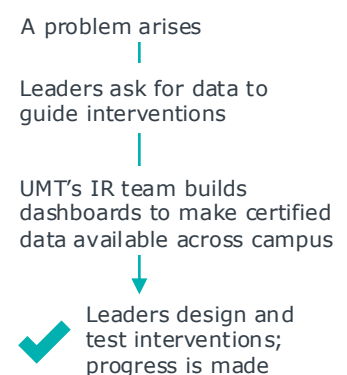 A problem arises
Leaders ask for data to
guide interventions
UMT’s IR team builds
dashboards to make certified
data available across campus
Leaders design and
test interventions;
progress is made